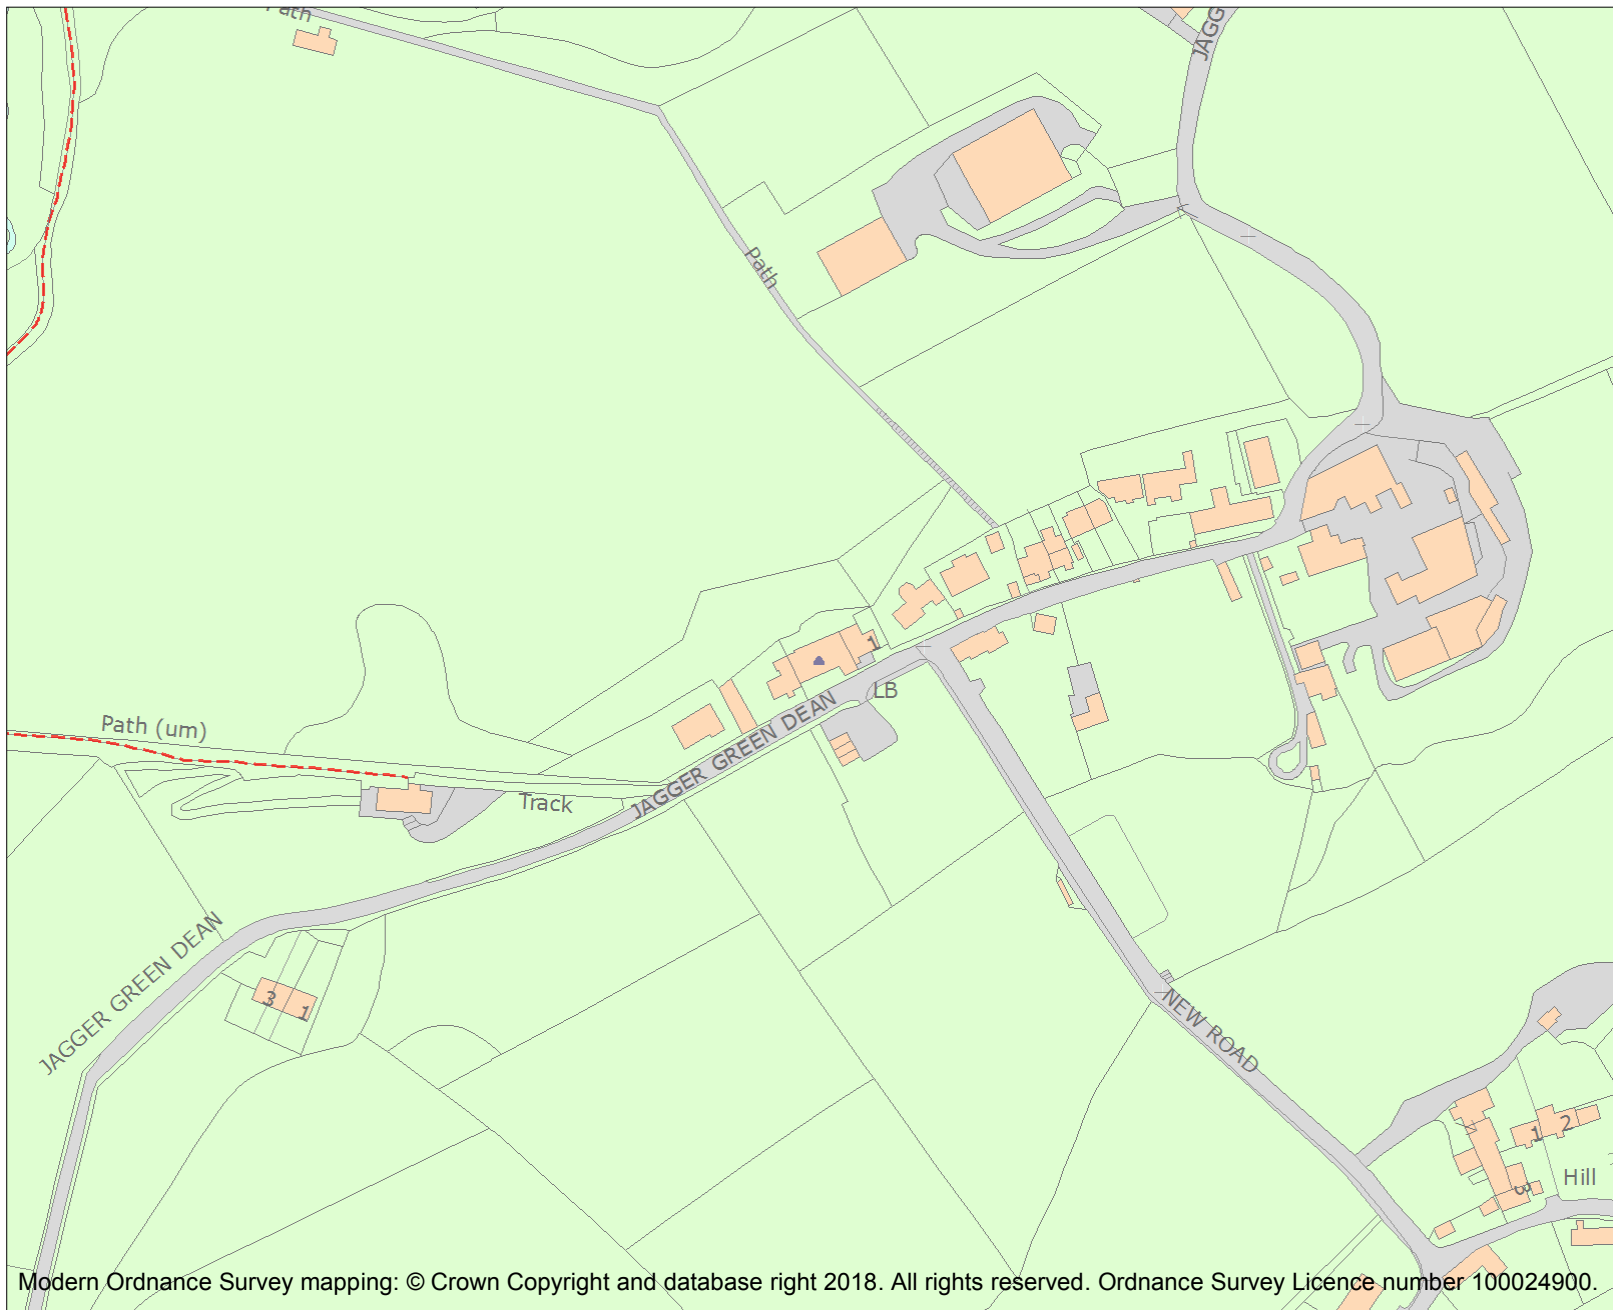 Path
JAGG
Path
1
LB
JAGGER GREEN DEAN
Path (um)
Track
JAGGER GREEN DEAN
3
1
NEW ROAD
1
2
3
Hill
Modern Ordnance Survey mapping: © Crown Copyright and database right 2018. All rights reserved. Ordnance Survey Licence number 100024900.